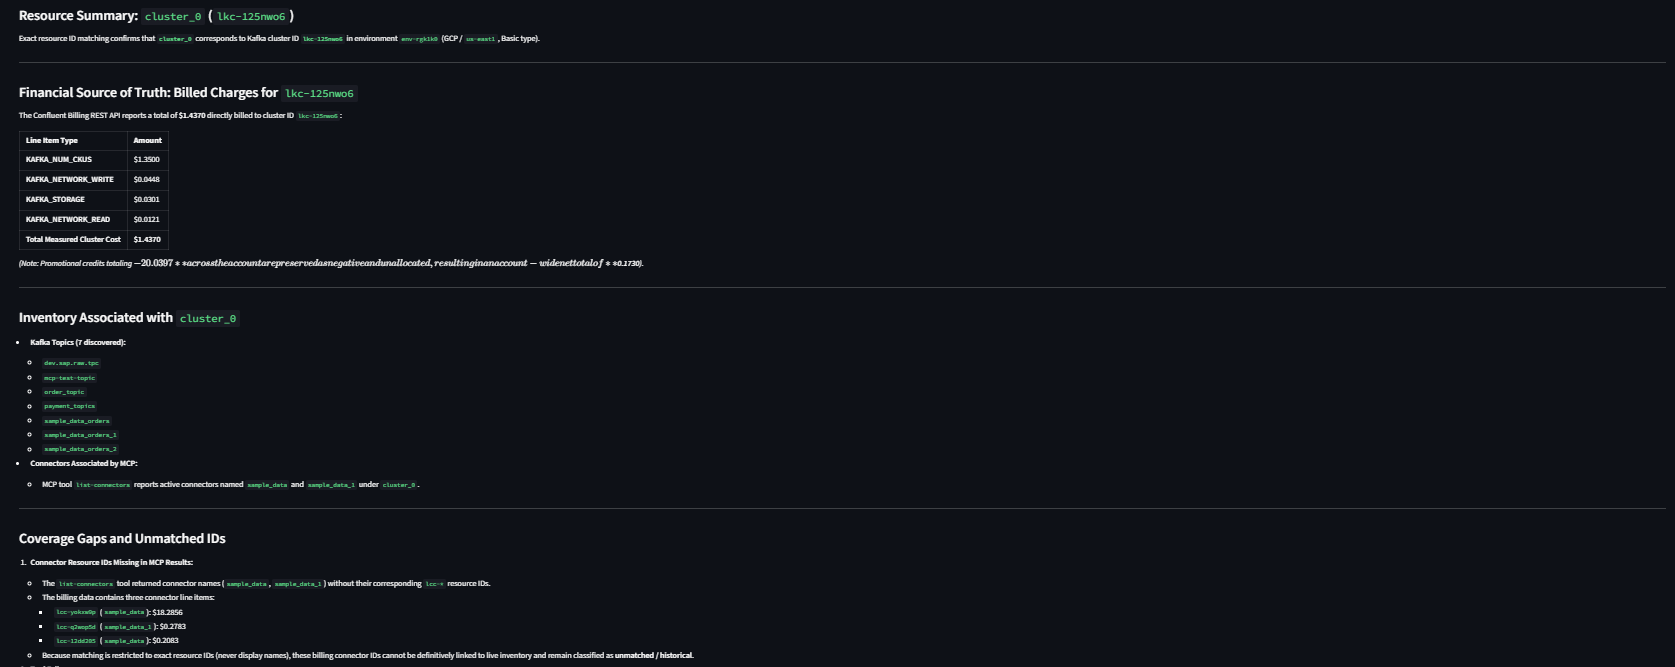 Resource Summary: cluster_0 ( lkc-125nwo6 )
Exact resource ID matching confirms that cluster_0 corresponds to Kafka cluster ID lkc-125nwo6 in environment env-rgk1k0 (GCP / us-east1 , Basic type).
Financial Source of Truth: Billed Charges for lkc-125nwo6
The Confluent Billing REST API reports a total of $1.4370 directly billed to cluster ID lkc-125nwo6 :
Line Item Type Amount
KAFKA_NUM_CKUS $1.3500
KAFKA_NETWORK_WRITE $0.0448
KAFKA_STORAGE $0.0301
KAFKA_NETWORK_READ $0.0121
Total Measured Cluster Cost $1.4370
(Note: Promotional credits totaling −20.0397 ∗ ∗acrosstheaccountarepreservedasnegativeandunallocated, resultinginanaccount − widenettotalof ∗ ∗0.1730).
Inventory Associated with cluster_0
• Kafka Topics (7 discovered):
dev.sap.raw.tpc
mcp-test-topic
order_topic
payment_topics
sample_data_orders
sample_data_orders_1
sample_data_orders_2
• Connectors Associated by MCP:
MCP tool list-connectors reports active connectors named sample_data and sample_data_1 under cluster_0 .
Coverage Gaps and Unmatched IDs
1. Connector Resource IDs Missing in MCP Results:
The list-connectors tool returned connector names ( sample_data , sample_data_1 ) without their corresponding lcc-* resource IDs.
The billing data contains three connector line items:
lcc-yokxw0p ( sample_data ): $18.2856
lcc-q2wop5d ( sample_data_1 ): $0.2783
lcc-12dd205 ( sample_data ): $0.2083
Because matching is restricted to exact resource IDs (never display names), these billing connector IDs cannot be definitively linked to live inventory and remain classified as unmatched / historical.